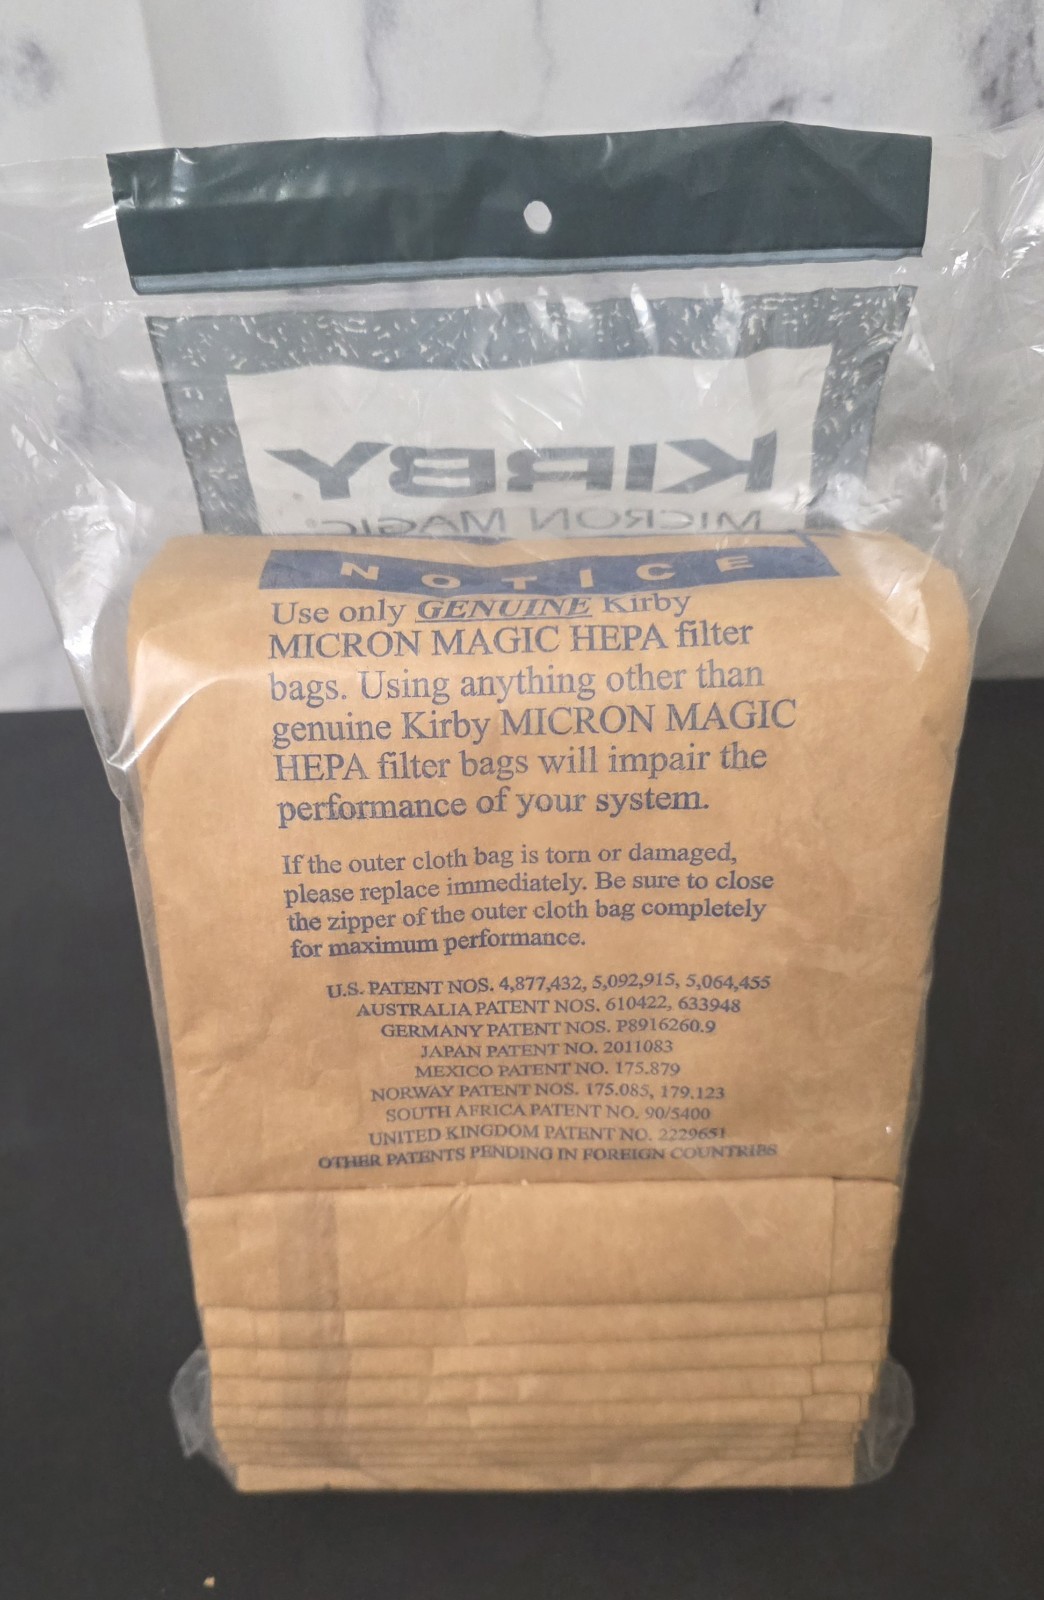 KIRBY
MICRON MAGIC®
NOTICE
Use only GENUINE Kirby
MICRON MAGIC HEPA filter
bags. Using anything other than
genuine Kirby MICRON MAGIC
HEPA filter bags will impair the
performance of your system.
If the outer cloth bag is torn or damaged,
please replace immediately. Be sure to close
the zipper of the outer cloth bag completely
for maximum performance.
U.S. PATENT NOS. 4,877,432, 5,092,915, 5,064,455
AUSTRALIA PATENT NOS. 610422, 633948
GERMANY PATENT NOS. P8916260.9
JAPAN PATENT NO. 2011083
MEXICO PATENT NO. 175.879
NORWAY PATENT NOS. 175.085, 179.123
SOUTH AFRICA PATENT NO. 90/5400
UNITED KINGDOM PATENT NO. 2229651
OTHER PATENTS PENDING IN FOREIGN COUNTRIES